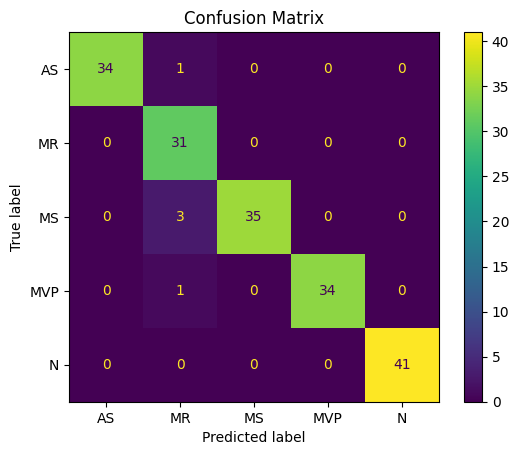 Confusion Matrix
AS 34 1 0 0 0
MR 0 31 0 0 0
MS 0 3 35 0 0
MVP 0 1 0 34 0
N 0 0 0 0 41
AS MR MS MVP N
Predicted label
True label
40
35
30
25
20
15
10
5
0